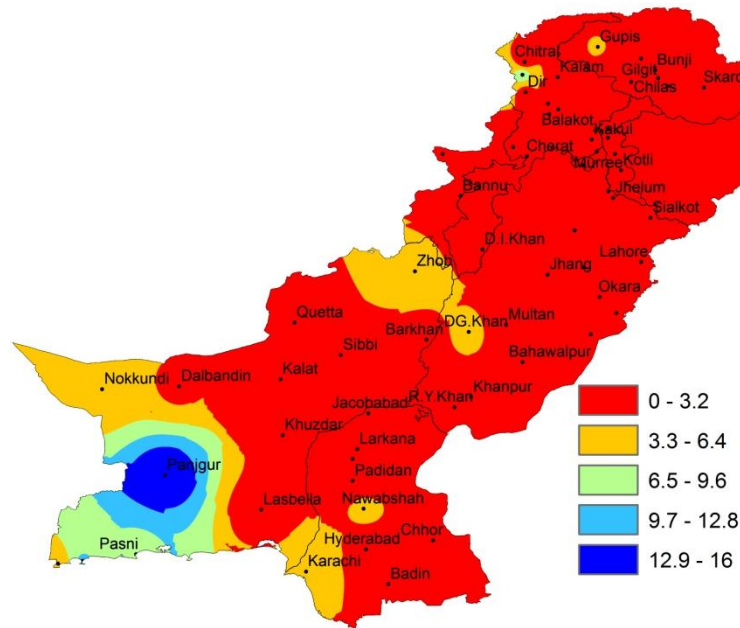 Gupis
Chitral
Bunji
Kalam
Gilgit
Dir
Chilas
Skard
Balakot
Kakul
Cherat
Murree
Kotli
Bannu
Jhelum
Sialkot
D.I.Khan
Lahore
Zhob
Jhang
Okara
Quetta
DG.Khan
Multan
Barkhan
Sibbi
Bahawalpur
Nokkundi
Dalbandin
Kalat
R.Y.Khan
Khanpur
Jacobabad
0 - 3.2
Khuzdar
3.3 - 6.4
Larkana
Panjgur
Padidan
6.5 - 9.6
Lasbella
Nawabshah
9.7 - 12.8
Pasni
Hyderabad
Chhor
12.9 - 16
Karachi
Badin